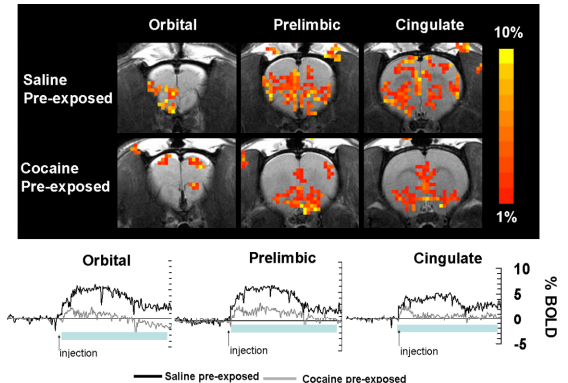 Orbital Prelimbic Cingulate
10%
Saline
Pre-exposed
Cocaine
Pre-exposed
1%
Orbital Prelimbic Cingulate
10
5
0
-5
% BOLD
injection injection injection
Saline pre-exposed Cocaine pre-exposed